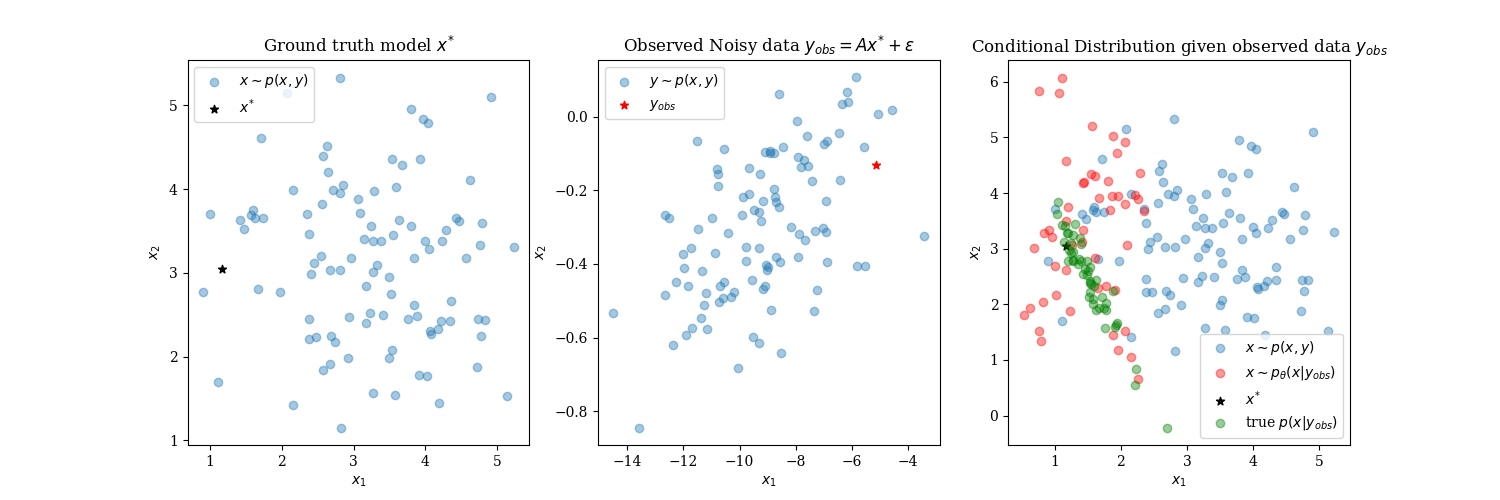 Ground truth model x*
x ~ p(x, y)
x*
5
4
3
2
1
x₂
1 2 3 4 5
x₁
Observed Noisy data y_obs = Ax* + ε
y ~ p(x, y)
y_obs
0.0
−0.2
−0.4
−0.6
−0.8
x₂
−14 −12 −10 −8 −6 −4
x₁
Conditional Distribution given observed data y_obs
6
5
4
3
2
1
0
x₂
x ~ p(x, y)
x ~ p_θ(x|y_obs)
x*
true p(x|y_obs)
1 2 3 4 5
x₁